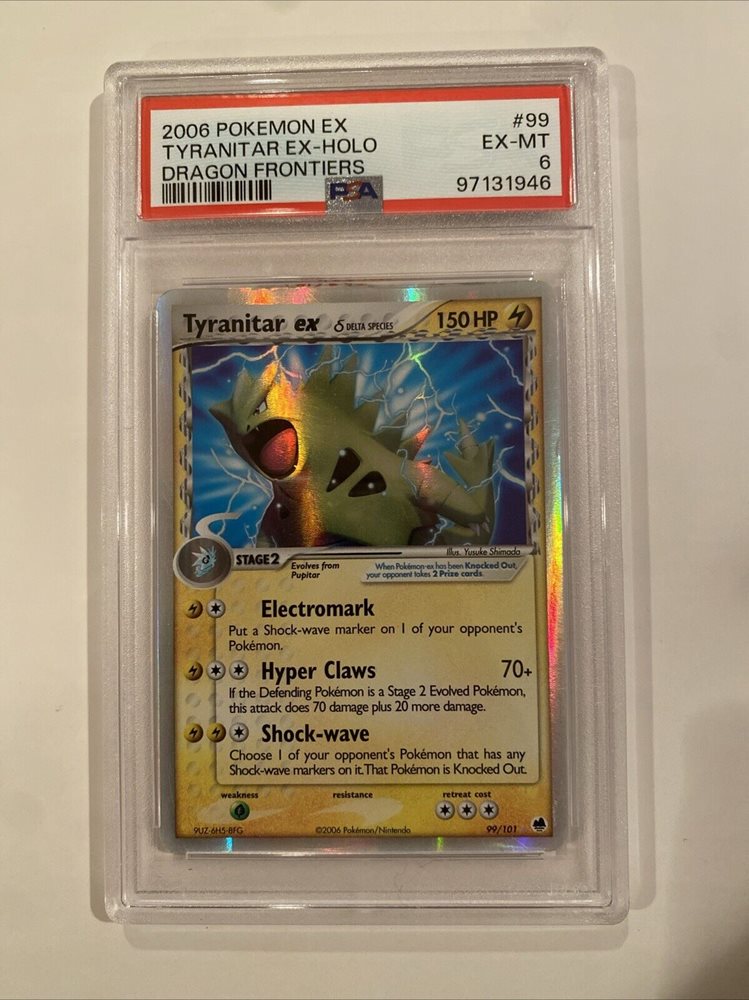 2006 POKEMON EX #99
TYRANITAR EX-HOLO EX-MT
DRAGON FRONTIERS 6
PSA 97131946
Tyranitar ex δ DELTA SPECIES 150 HP
Illus. Yusuke Shimada
STAGE 2
Evolves from
Pupitar
When Pokémon-ex has been Knocked Out,
your opponent takes 2 Prize cards.
Electromark
Put a Shock-wave marker on 1 of your opponent's
Pokémon.
Hyper Claws 70+
If the Defending Pokémon is a Stage 2 Evolved Pokémon,
this attack does 70 damage plus 20 more damage.
Shock-wave
Choose 1 of your opponent's Pokémon that has any
Shock-wave markers on it. That Pokémon is Knocked Out.
weakness resistance retreat cost
9UZ-6H5-8FG ©2006 Pokémon/Nintendo 99/101